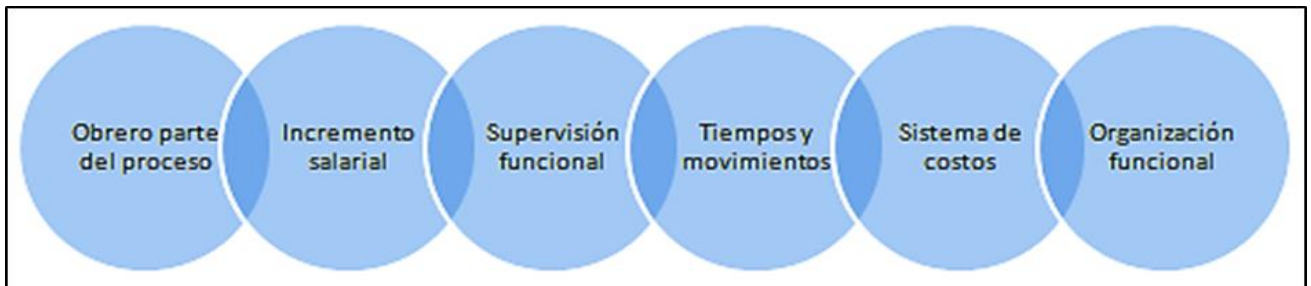 Obrero parte
del proceso
Incremento
salarial
Supervisión
funcional
Tiempos y
movimientos
Sistema de
costos
Organización
funcional